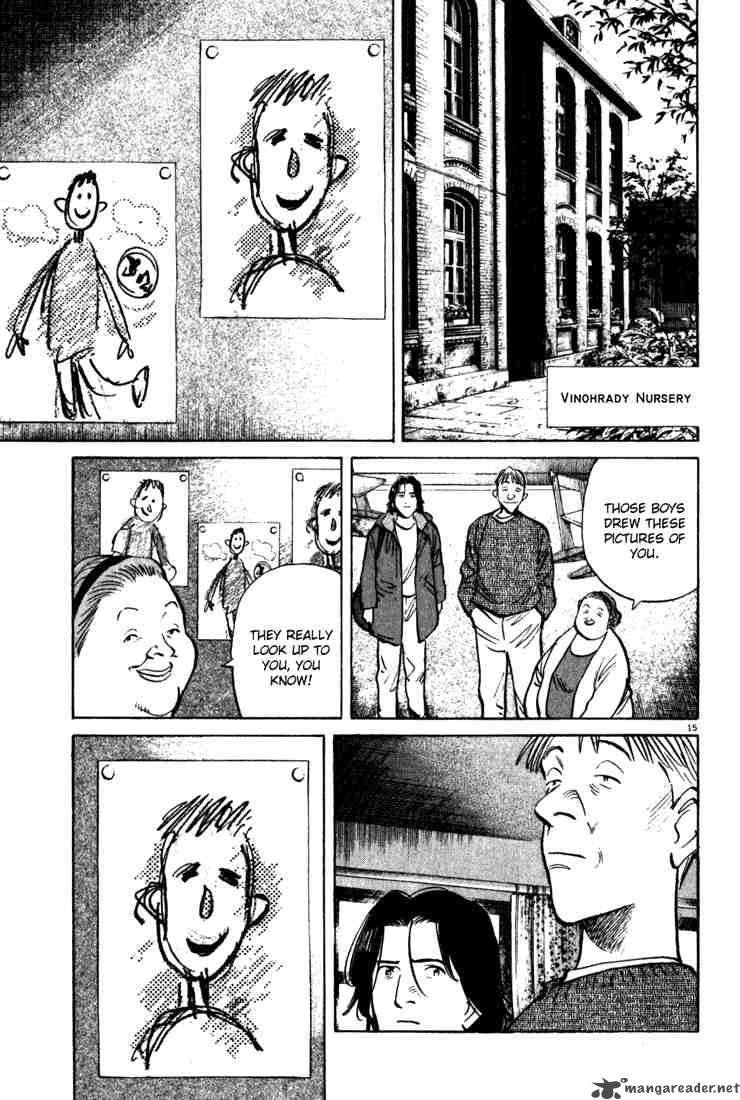 VINOHRADY NURSERY
THOSE BOYS
DREW THESE
PICTURES OF
YOU.
THEY REALLY
LOOK UP TO
YOU, YOU
KNOW!
15
mangareader.net